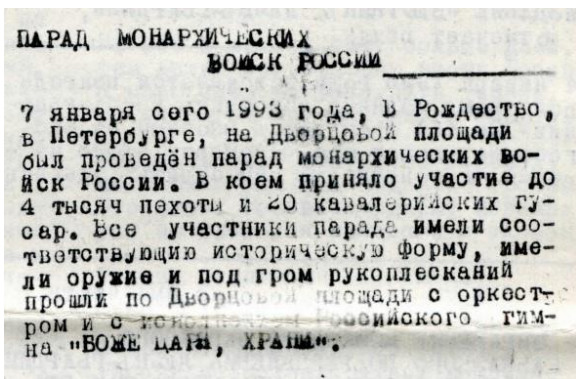 ПАРАД МОНАРХИЧЕСКИХ
ВОЙСК РОССИИ
7 января сего 1993 года, в Рождество,
в Петербурге, на Дворцовой площади
был проведён парад монархических во-
йск России. В коем приняло участие до
4 тысяч пехоты и 20 кавалерийских гу-
сар. Все участники парада имели соо-
тветствующию историческую форму, име-
ли оружие и под гром рукоплесканий
прошли по Дворцовой площади с оркест-
ром и с Российского гим-
на "БОЖЕ ЦАРЯ, ХРАНИ".